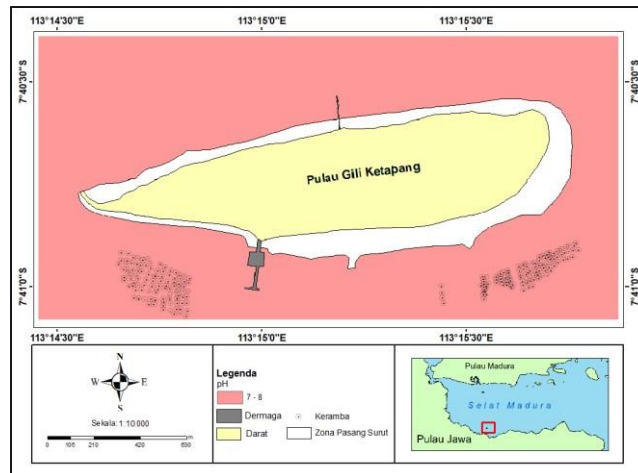 113°14'30"E 113°15'0"E 113°15'30"E
7°40'30"S 7°40'30"S
Pulau Gili Ketapang
7°41'0"S 7°41'0"S
113°14'30"E 113°15'0"E 113°15'30"E
N
W E
S
Sekala: 1:10 000
0 105 210 420 630
m
Legenda
pH
7 - 8
Dermaga Keramba
Darat Zona Pasang Surut
Pulau Madura
Selat Madura
Pulau Jawa